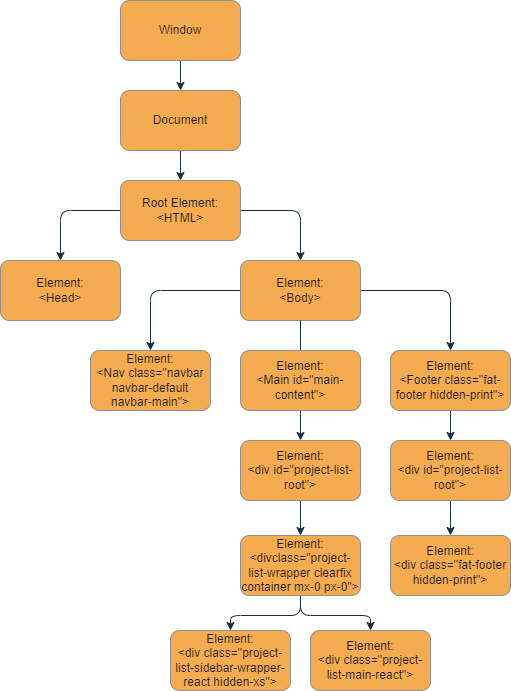 Window
Document
Root Element:
<HTML>
Element:
<Head>
Element:
<Body>
Element:
<Nav class="navbar
navbar-default
navbar-main">
Element:
<Main id="main-
content">
Element:
<Footer class="fat-
footer hidden-print">
Element:
<div id="project-list-
root">
Element:
<div id="project-list-
root">
Element:
<divclass="project-
list-wrapper clearfix
container mx-0 px-0">
Element:
<div class="fat-footer
hidden-print">
Element:
<div class="project-
list-sidebar-wrapper-
react hidden-xs">
Element:
<div class="project-
list-main-react">